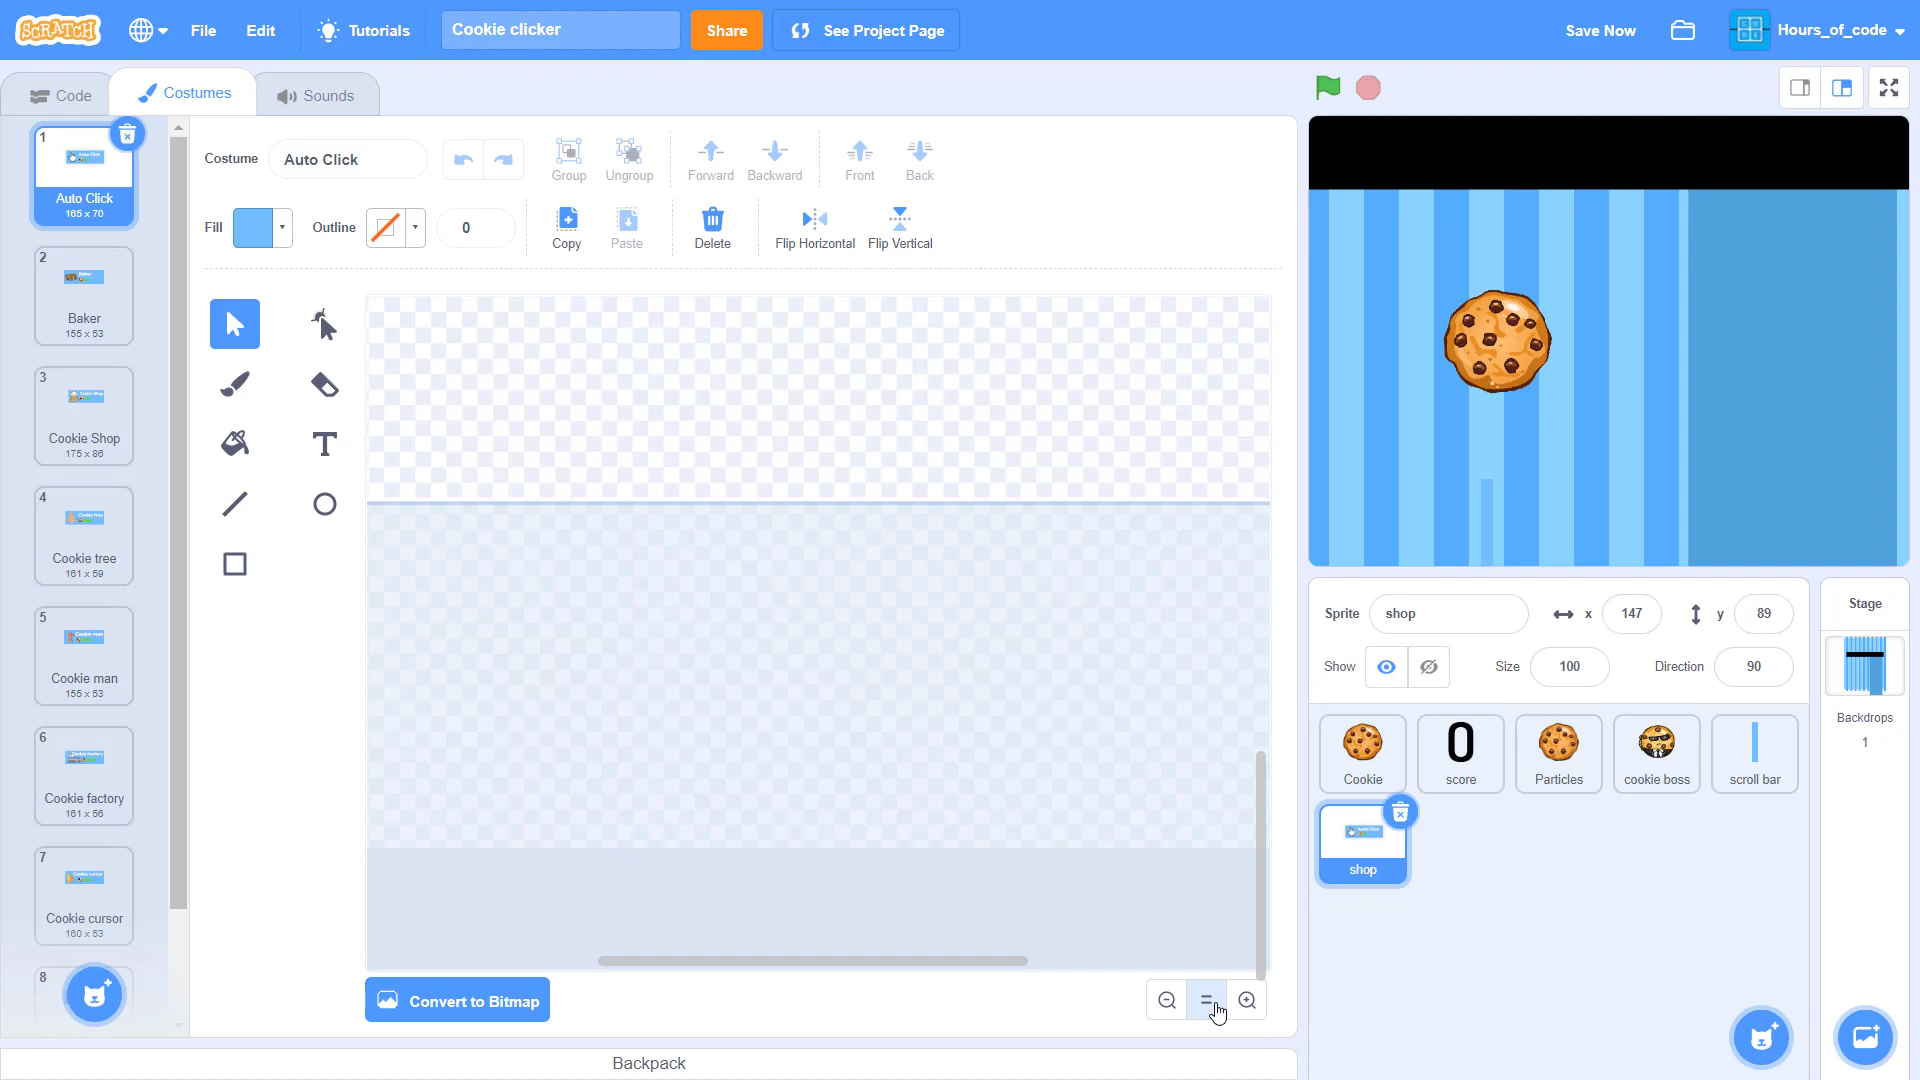 SCRATCH
File
Edit
Tutorials
Cookie clicker
Share
See Project Page
Save Now
Hours_of_code
Code
Costumes
Sounds
1
Auto Click
165 x 70
2
Baker
155 x 53
3
Cookie Shop
175 x 86
4
Cookie tree
161 x 59
5
Cookie man
155 x 53
6
Cookie factory
161 x 56
7
Cookie cursor
160 x 53
8
Costume
Auto Click
Group
Ungroup
Forward
Backward
Front
Back
Fill
Outline
0
Copy
Paste
Delete
Flip Horizontal
Flip Vertical
Convert to Bitmap
Backpack
Sprite
shop
x
147
y
89
Show
Size
100
Direction
90
Cookie
0
score
Particles
cookie boss
scroll bar
Auto Click
shop
Stage
Backdrops
1